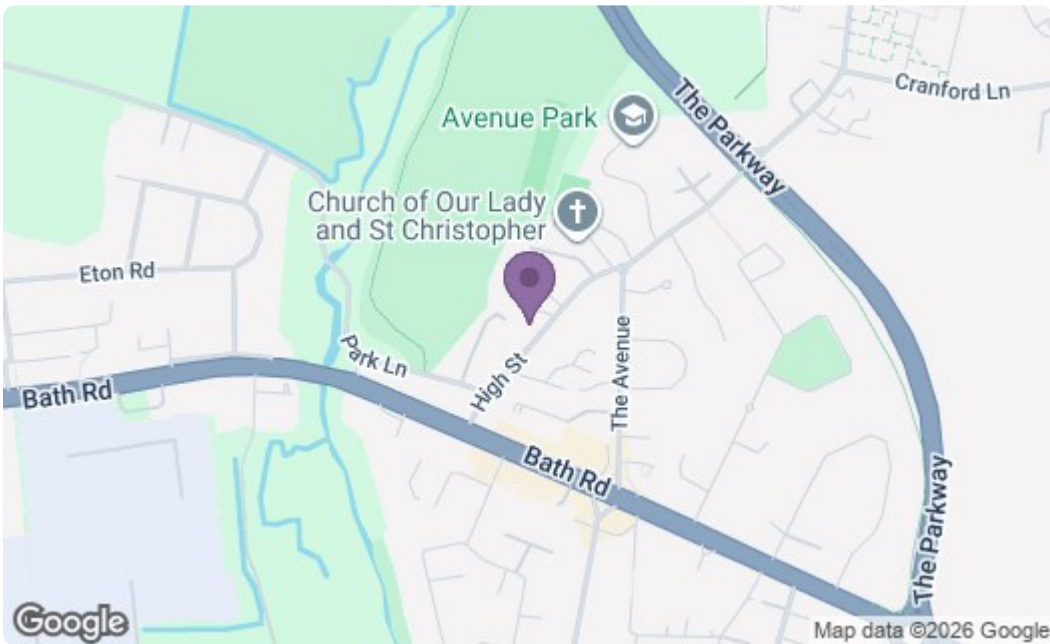 Cranford Ln
The Parkway
Avenue Park
Church of Our Lady
and St Christopher
Eton Rd
Park Ln
High St
The Avenue
Bath Rd
Bath Rd
The Parkway
Google
Map data ©2026 Google